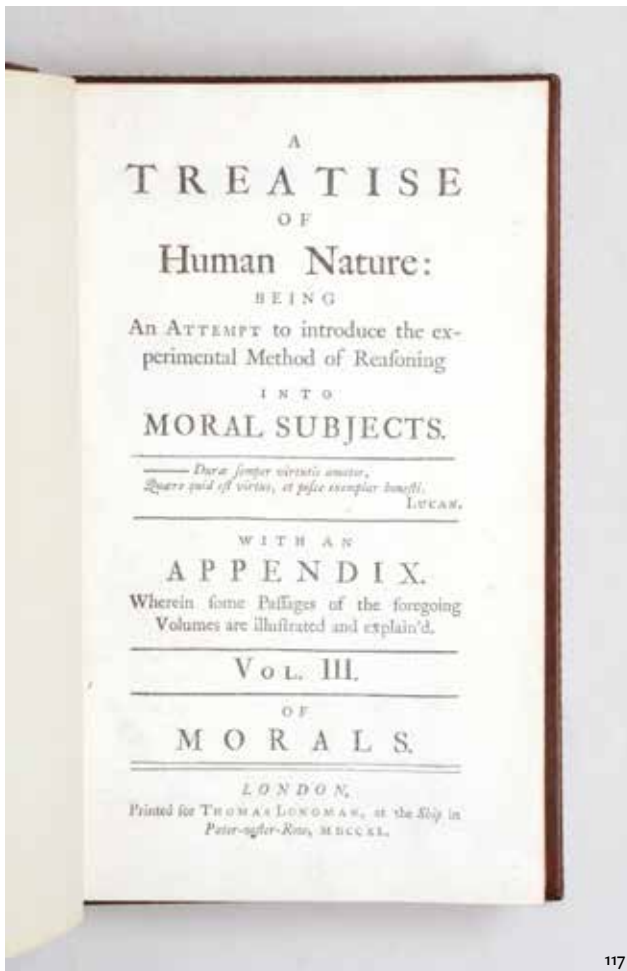 A
TREATISE
OF
Human Nature:
BEING
An ATTEMPT to introduce the ex-
perimental Method of Reaſoning
INTO
MORAL SUBJECTS.
——— Duræ ſemper virtutis amator,
Quære quid eſt virtus, et poſce exemplar honeſti.
LUCAN.
WITH AN
APPENDIX.
Wherein ſome Paſſages of the foregoing
Volumes are illuſtrated and explain'd.
VOL. III.
OF
MORALS.
LONDON,
Printed for THOMAS LONGMAN, at the Ship in
Pater-noſter-Row, MDCCXL.
117